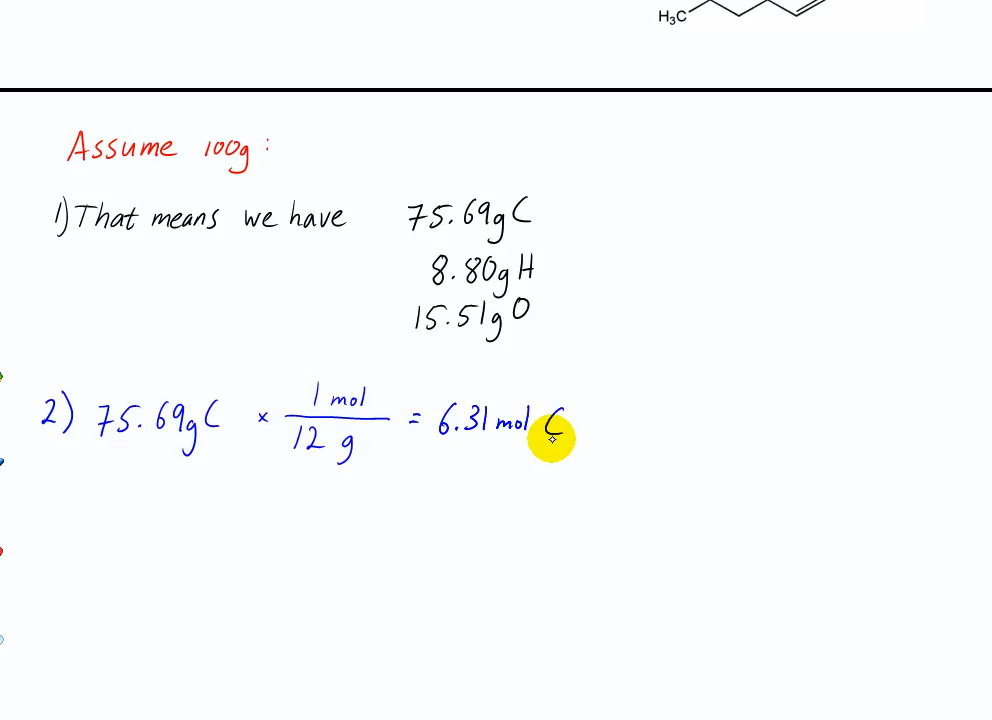 H₃C
Assume 100g :
1) That means we have 75.69g C
8.80g H
15.51g O
2) 75.69g C × 1 mol / 12 g = 6.31 mol C